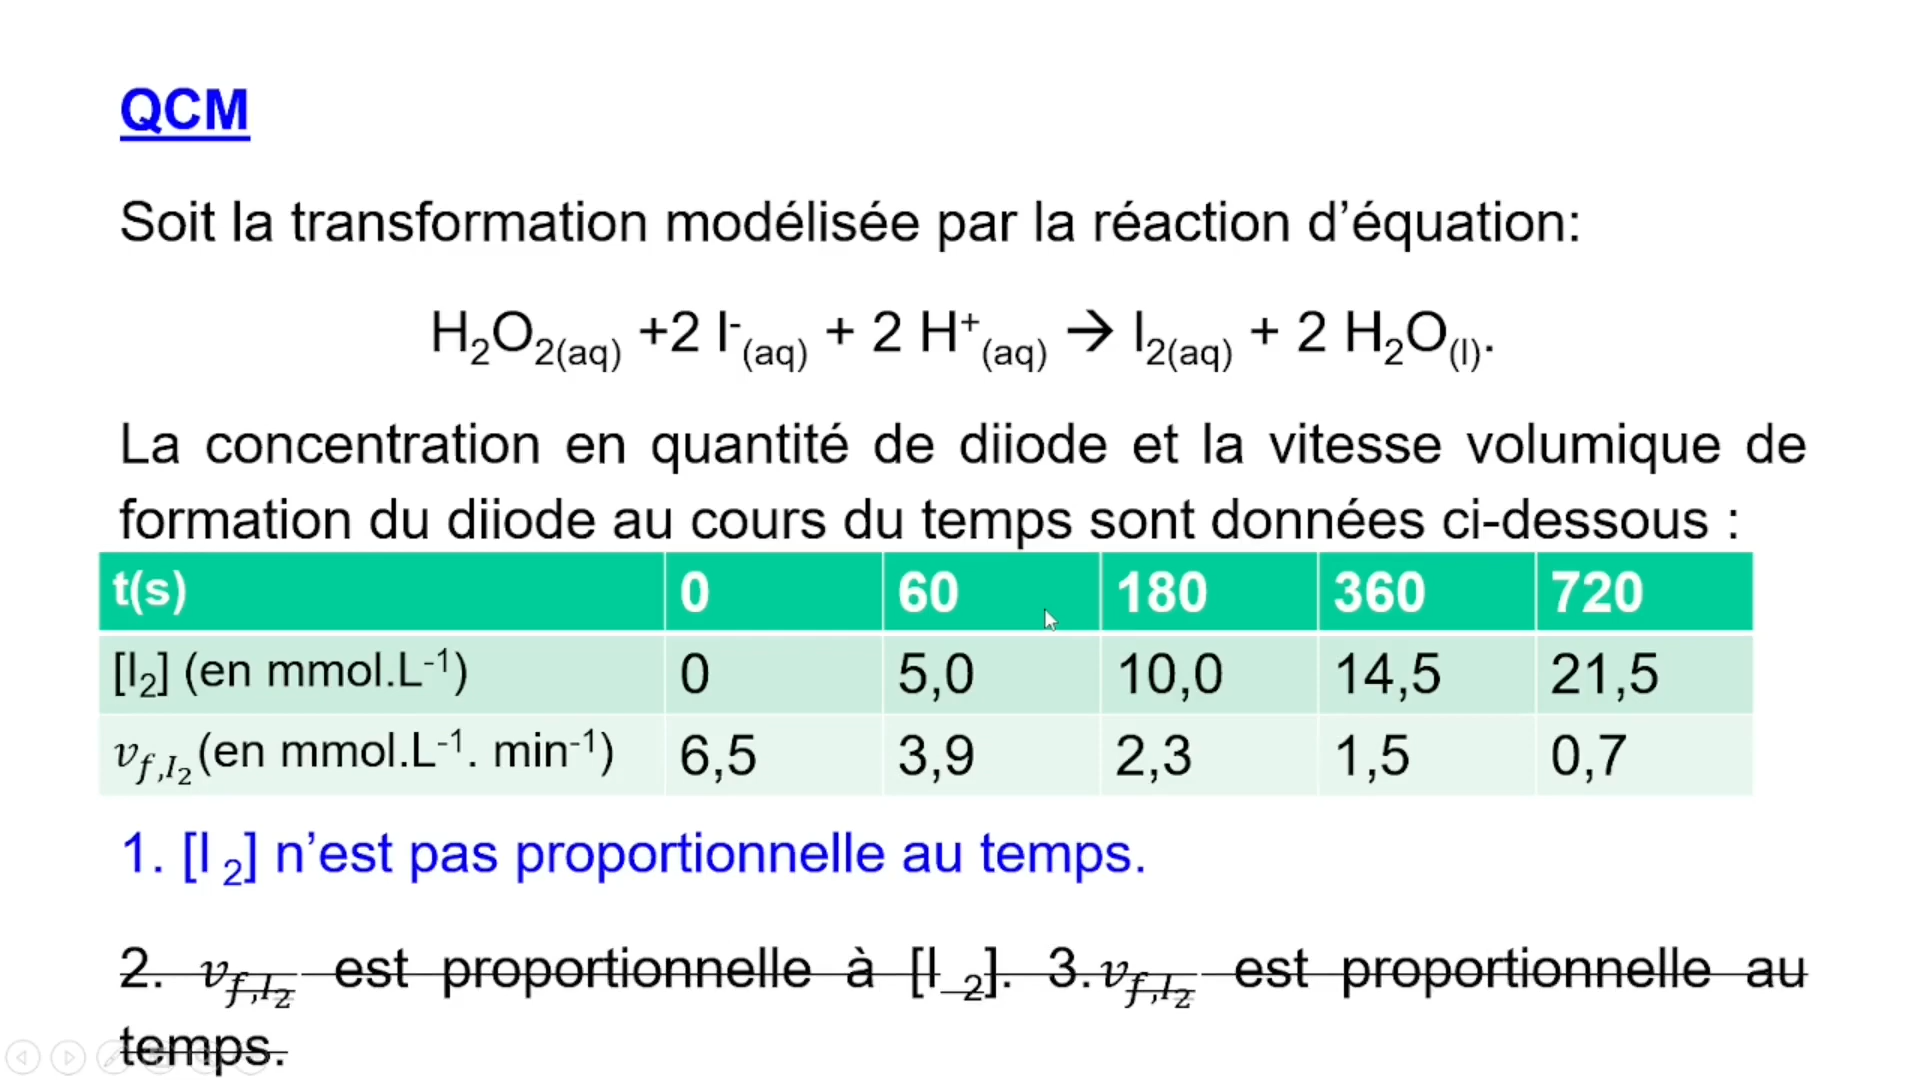 QCM
Soit la transformation modélisée par la réaction d’équation:
H₂O₂(aq) +2 I⁻(aq) + 2 H⁺(aq) → I₂(aq) + 2 H₂O(l).
La concentration en quantité de diiode et la vitesse volumique de
formation du diiode au cours du temps sont données ci-dessous :
t(s) 0 60 180 360 720
[I₂] (en mmol.L⁻¹) 0 5,0 10,0 14,5 21,5
v_f,I₂ (en mmol.L⁻¹. min⁻¹) 6,5 3,9 2,3 1,5 0,7
1. [I ₂] n’est pas proportionnelle au temps.
2. v_f,I₂ est proportionnelle à [I ₂]. 3. v_f,I₂ est proportionnelle au
temps.